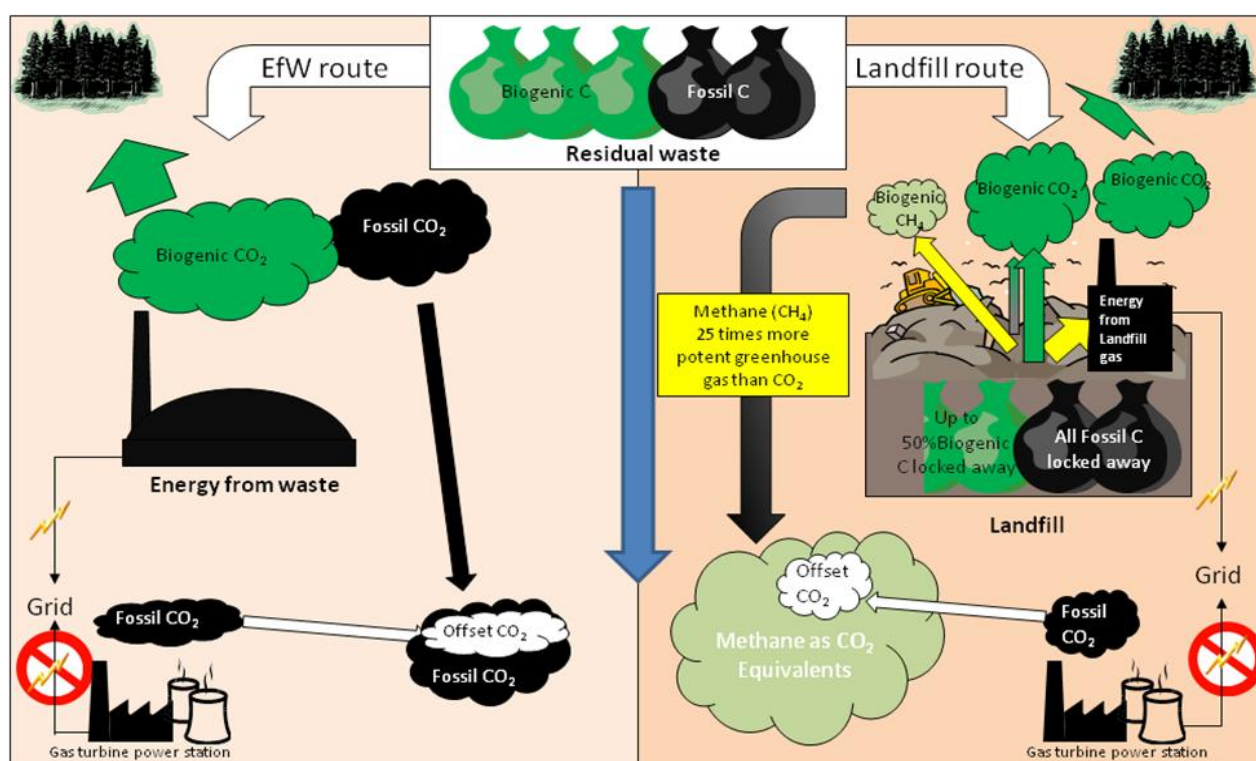 EfW route
Biogenic C
Fossil C
Residual waste
Landfill route
Biogenic CO₂
Fossil CO₂
Energy from waste
Grid
Fossil CO₂
Offset CO₂
Fossil CO₂
Gas turbine power station
Biogenic
CH₄
Biogenic CO₂
Biogenic CO₂
Methane (CH₄)
25 times more
potent greenhouse
gas than CO₂
Energy
from
Landfill
gas
Up to
50%Biogenic
C locked away
All Fossil C
locked away
Landfill
Offset
CO₂
Methane as CO₂
Equivalents
Fossil
CO₂
Grid
Gas turbine power station